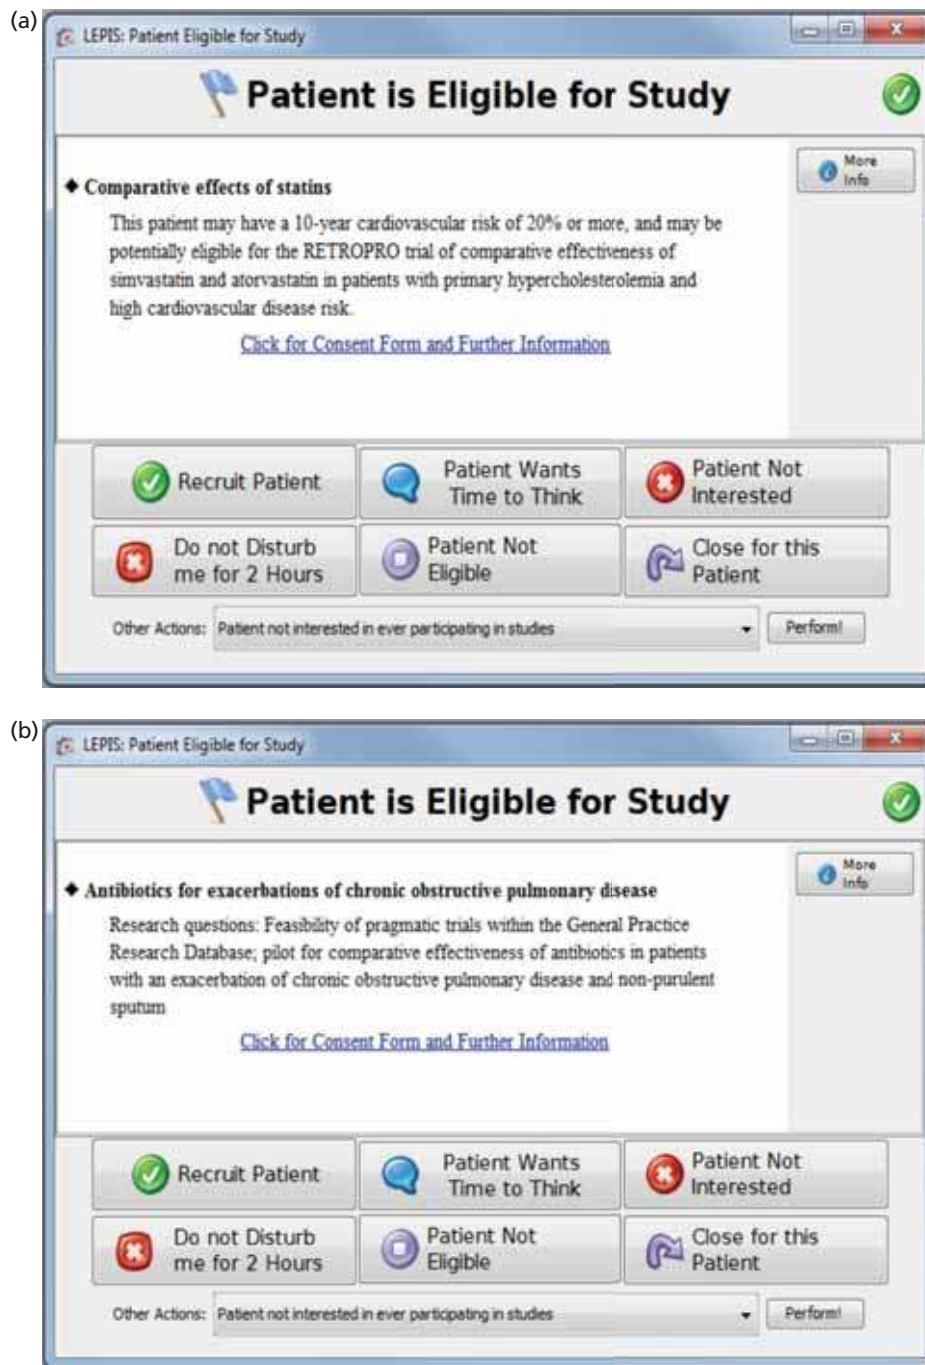 (a)
LEPIS: Patient Eligible for Study
Patient is Eligible for Study
More
Info
◆ Comparative effects of statins
This patient may have a 10-year cardiovascular risk of 20% or more, and may be
potentially eligible for the RETROPRO trial of comparative effectiveness of
simvastatin and atorvastatin in patients with primary hypercholesterolemia and
high cardiovascular disease risk.
Click for Consent Form and Further Information
Recruit Patient
Patient Wants
Time to Think
Patient Not
Interested
Do not Disturb
me for 2 Hours
Patient Not
Eligible
Close for this
Patient
Other Actions: Patient not interested in ever participating in studies Perform!
(b)
LEPIS: Patient Eligible for Study
Patient is Eligible for Study
More
Info
◆ Antibiotics for exacerbations of chronic obstructive pulmonary disease
Research questions: Feasibility of pragmatic trials within the General Practice
Research Database; pilot for comparative effectiveness of antibiotics in patients
with an exacerbation of chronic obstructive pulmonary disease and non-purulent
sputum
Click for Consent Form and Further Information
Recruit Patient
Patient Wants
Time to Think
Patient Not
Interested
Do not Disturb
me for 2 Hours
Patient Not
Eligible
Close for this
Patient
Other Actions: Patient not interested in ever participating in studies Perform!